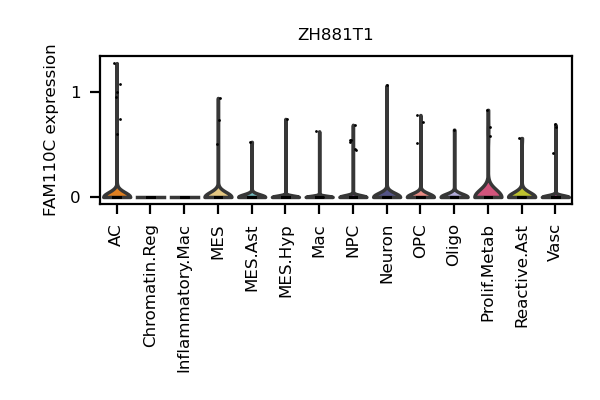 ZH881T1
FAM110C expression
1
0
AC
Chromatin.Reg
Inflammatory.Mac
MES
MES.Ast
MES.Hyp
Mac
NPC
Neuron
OPC
Oligo
Prolif.Metab
Reactive.Ast
Vasc